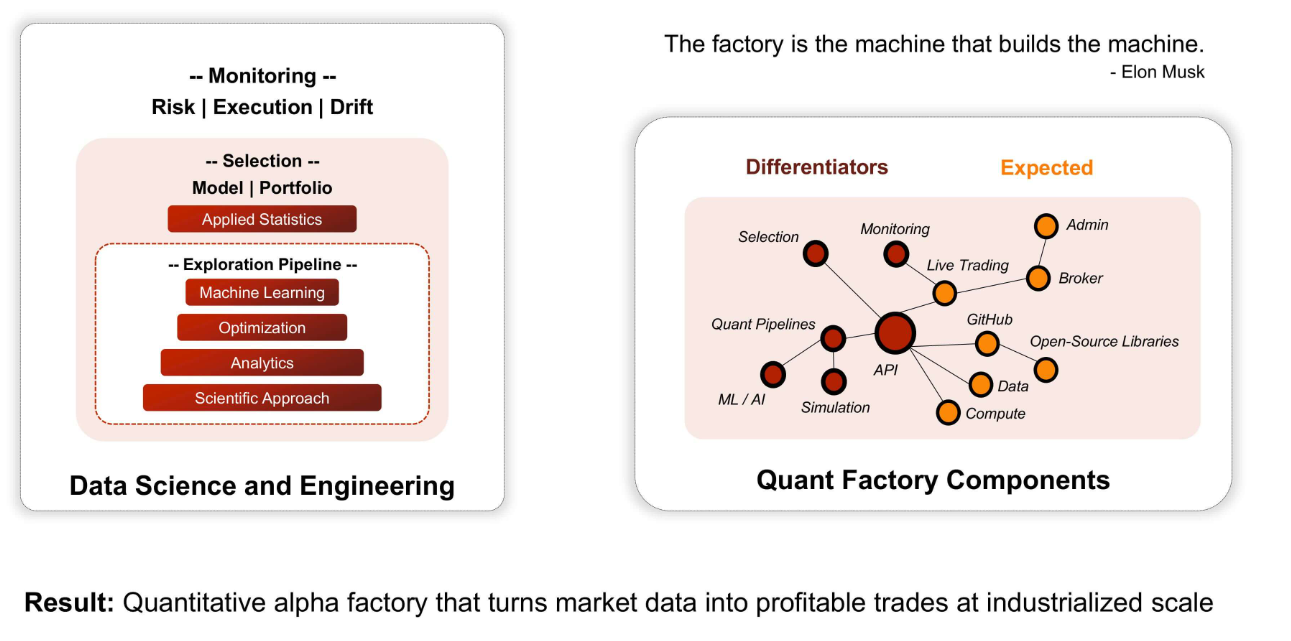 -- Monitoring --
Risk | Execution | Drift
-- Selection --
Model | Portfolio
Applied Statistics
-- Exploration Pipeline --
Machine Learning
Optimization
Analytics
Scientific Approach
Data Science and Engineering
The factory is the machine that builds the machine.
- Elon Musk
Differentiators
Expected
Selection
Monitoring
Admin
Live Trading
Broker
Quant Pipelines
GitHub
Open-Source Libraries
API
ML / AI
Simulation
Data
Compute
Quant Factory Components
Result: Quantitative alpha factory that turns market data into profitable trades at industrialized scale